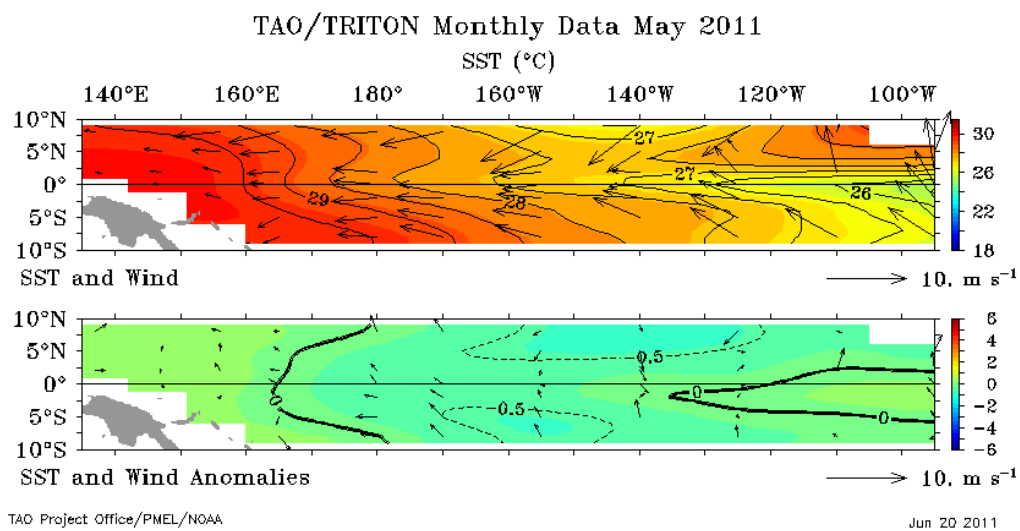 TAO/TRITON Monthly Data May 2011
SST (°C)
140°E 160°E 180° 160°W 140°W 120°W 100°W
10°N
5°N
0°
5°S
10°S
27
27
26
29
28
30
26
22
18
SST and Wind
10. m s⁻¹
10°N
5°N
0°
5°S
10°S
0.5
-0.5
0
0
6
4
2
0
-2
-4
-6
SST and Wind Anomalies
10. m s⁻¹
TAO Project Office/PMEL/NOAA
Jun 20 2011